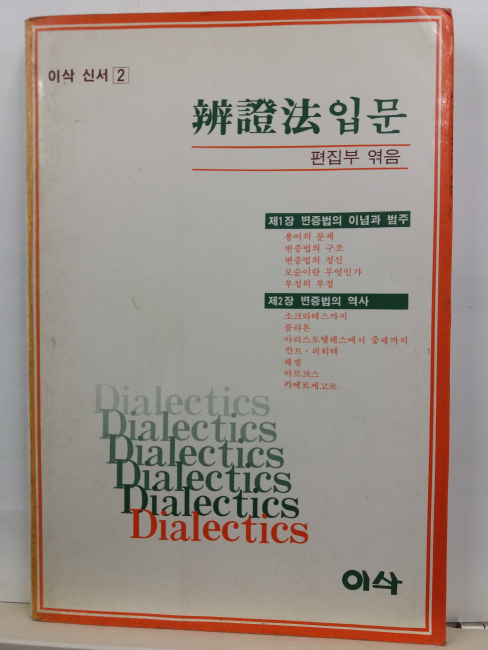 이삭 신서 2
辨證法입문
편집부 엮음
제1장 변증법의 이념과 범주
용어의 문제
변증법의 구조
변증법의 정신
모순이란 무엇인가
부정의 부정
제2장 변증법의 역사
소크라테스까지
플라톤
아리스토텔레스에서 중세까지
칸트·피히테
헤겔
마르크스
키에르케고르
Dialectics
Dialectics
Dialectics
Dialectics
Dialectics
Dialectics
이삭